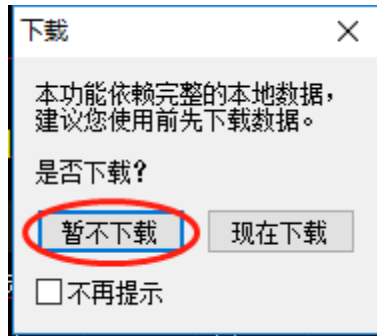 下载
本功能依赖完整的本地数据，
建议您使用前先下载数据。
是否下载?
暂不下载 现在下载
不再提示